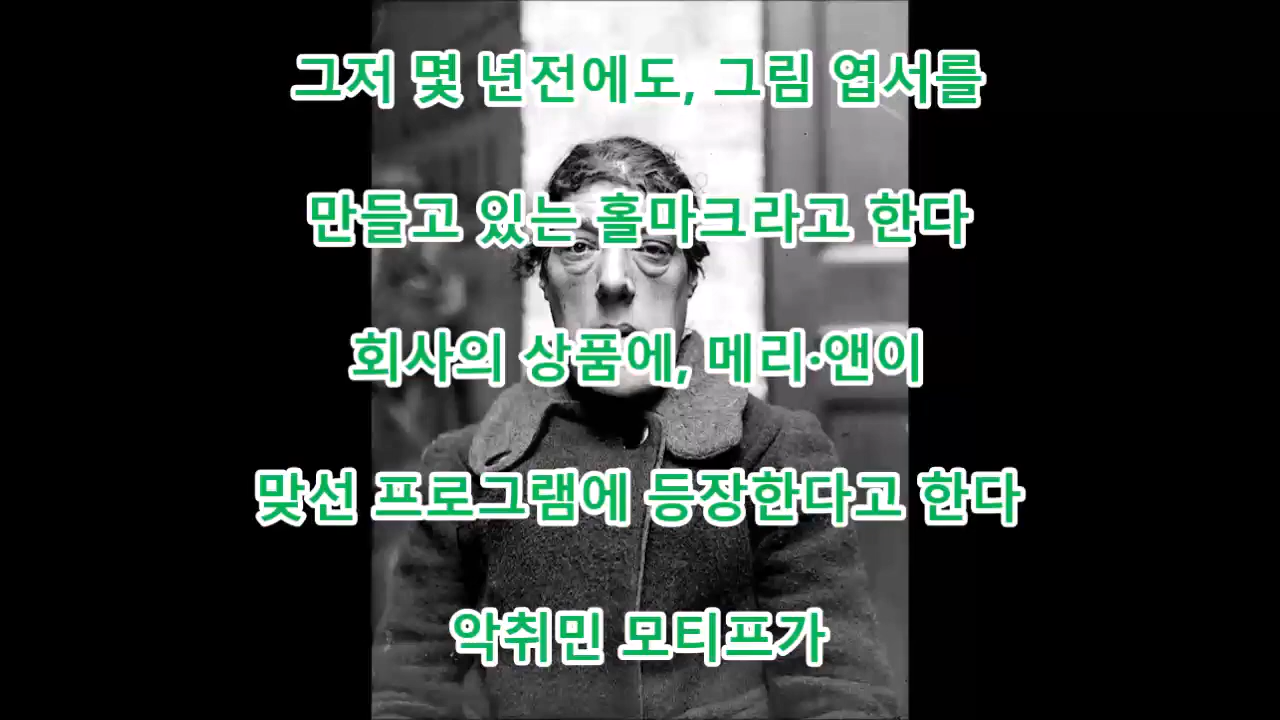 그저 몇 년전에도, 그림 엽서를
만들고 있는 홀마크라고 한다
회사의 상품에, 메리·앤이
맞선 프로그램에 등장한다고 한다
악취민 모티프가